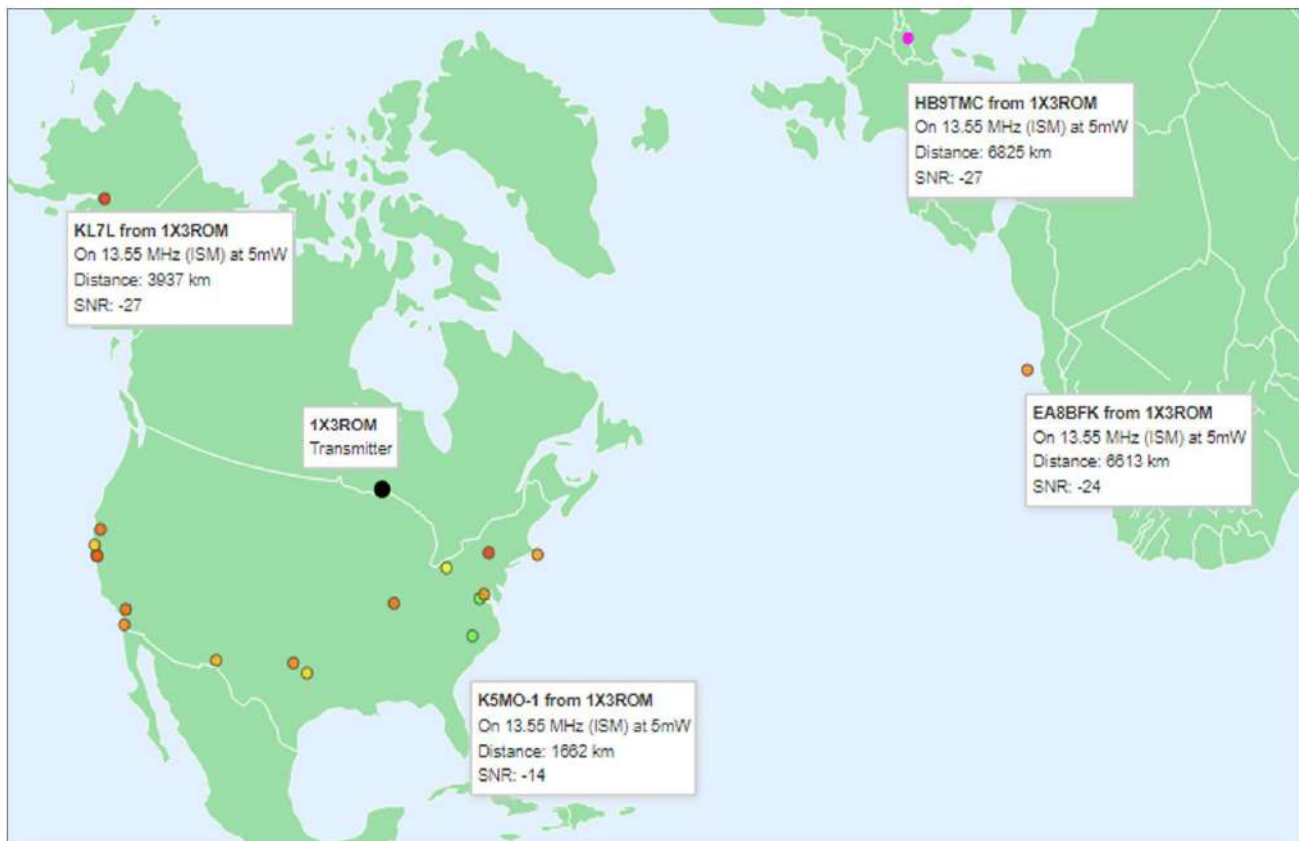 HB9TMC from 1X3ROM
On 13.55 MHz (ISM) at 5mW
Distance: 6825 km
SNR: -27
KL7L from 1X3ROM
On 13.55 MHz (ISM) at 5mW
Distance: 3937 km
SNR: -27
1X3ROM
Transmitter
EA8BFK from 1X3ROM
On 13.55 MHz (ISM) at 5mW
Distance: 6613 km
SNR: -24
K5MO-1 from 1X3ROM
On 13.55 MHz (ISM) at 5mW
Distance: 1662 km
SNR: -14